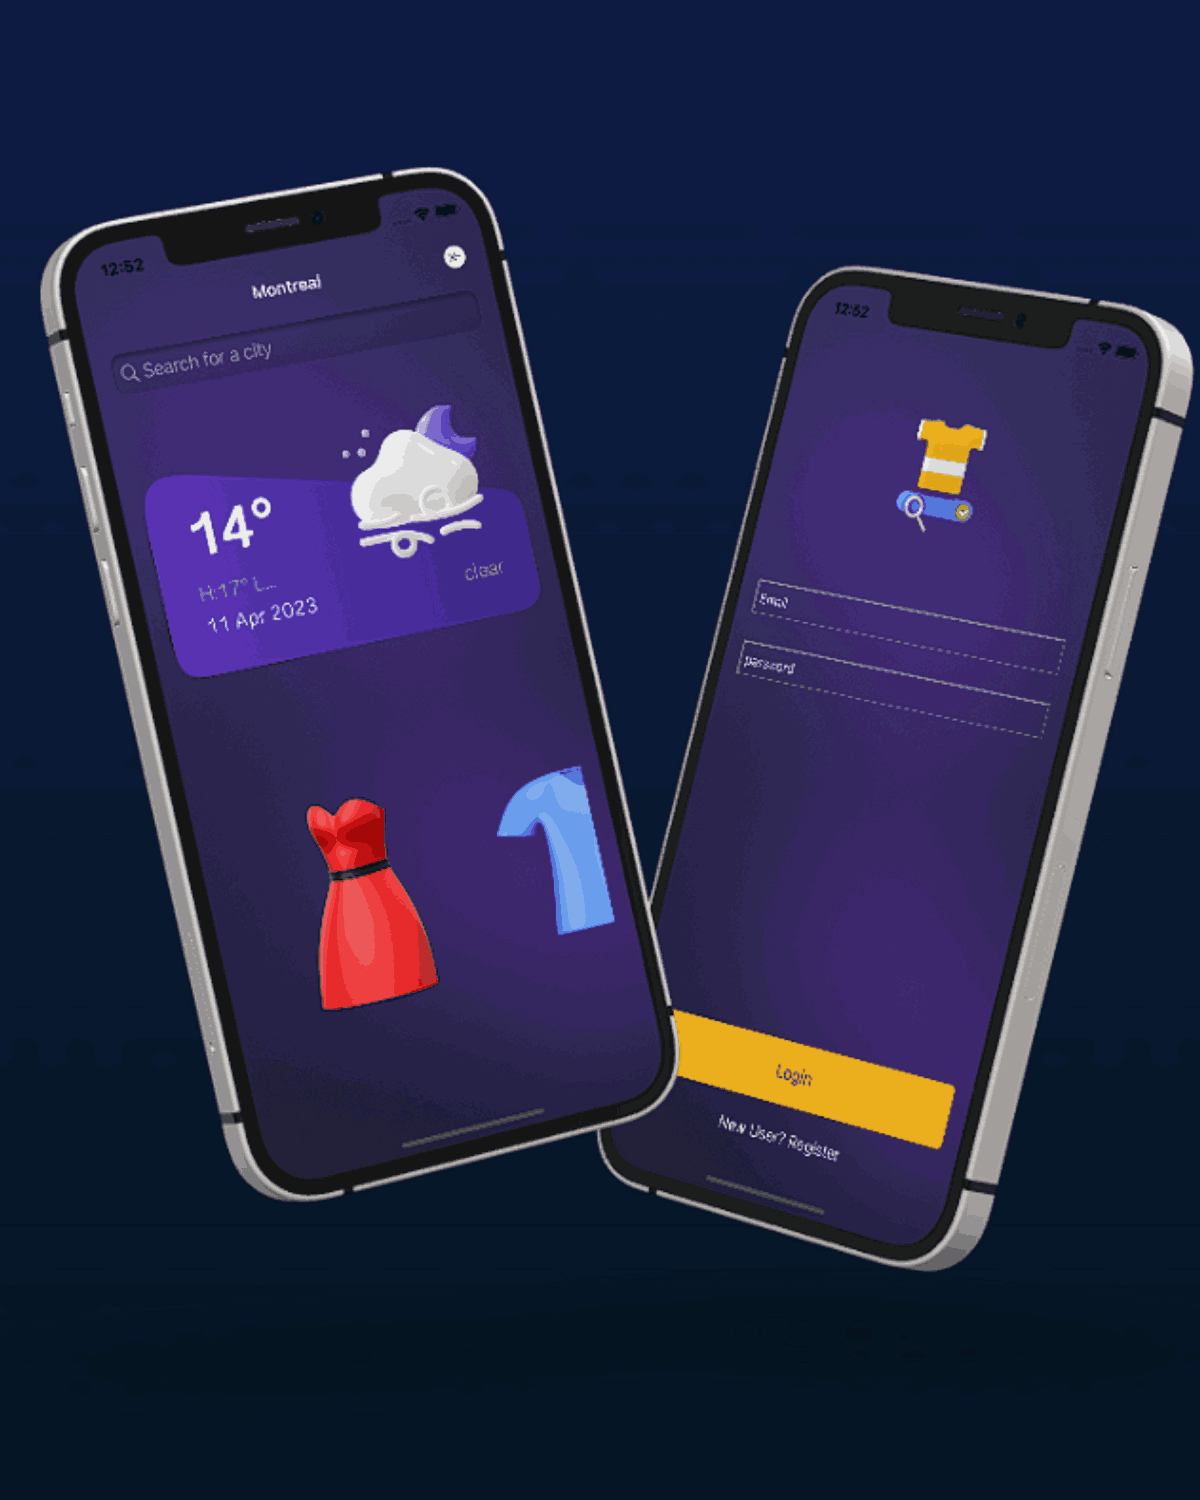 12:52
Montreal
Search for a city
14°
H:17° L...
11 Apr 2023
clear
12:52
Email
password
Login
New User? Register